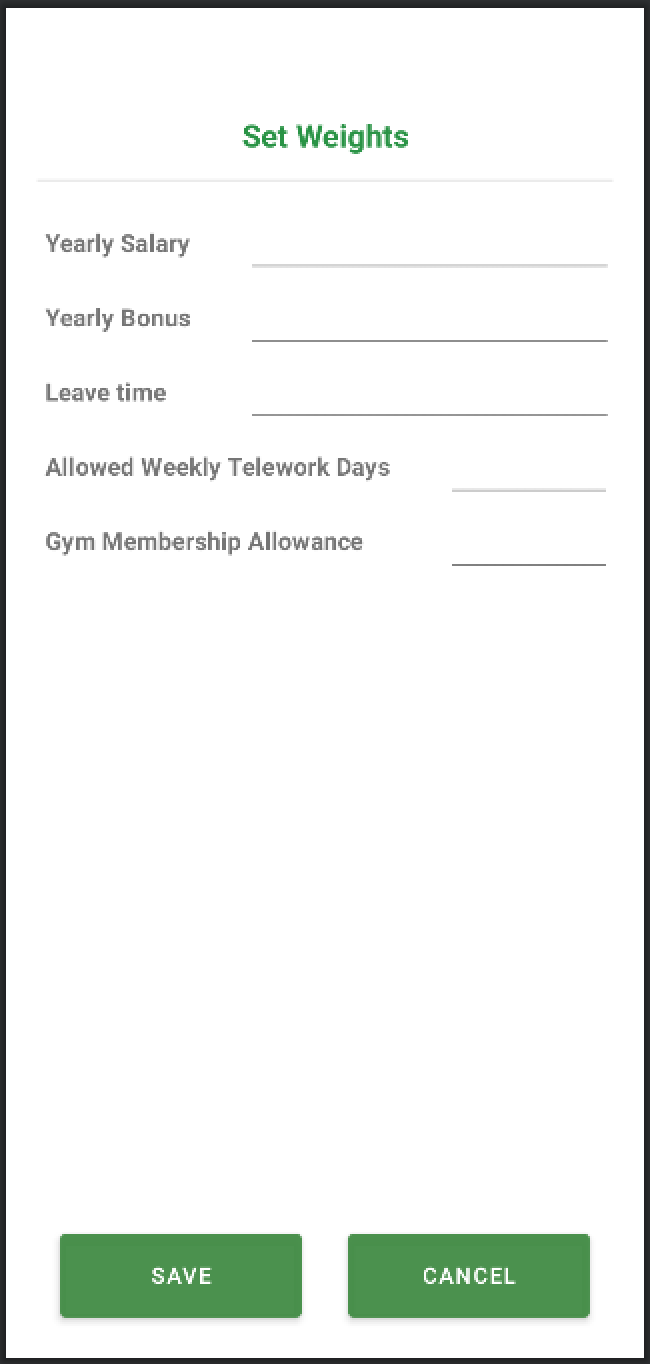 Set Weights
Yearly Salary
Yearly Bonus
Leave time
Allowed Weekly Telework Days
Gym Membership Allowance
SAVE
CANCEL